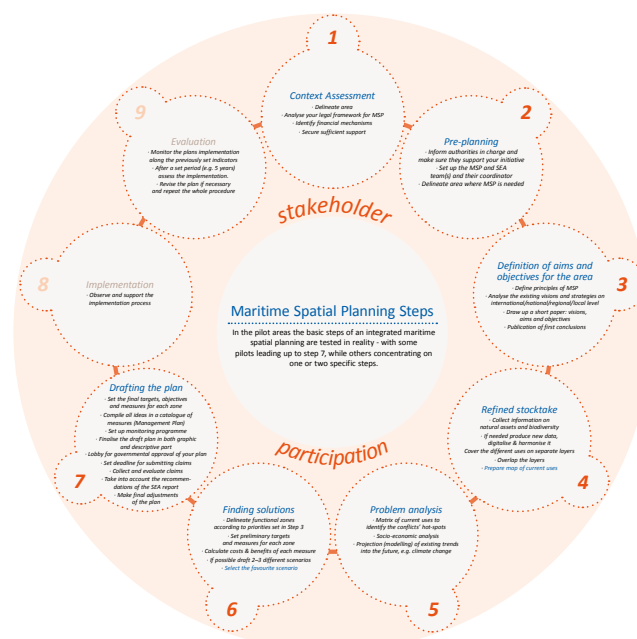 1
Context Assessment
· Delineate area
· Analyse your legal framework for MSP
· Identify financial mechanisms
· Secure sufficient support
2
Pre-planning
· Inform authorities in charge and
make sure they support your initiative
· Set up the MSP and SEA
team(s) and their coordinator
· Delineate area where MSP is needed
3
Definition of aims and
objectives for the area
· Define principles of MSP
· Analyse the existing visions and strategies on
international/national/regional/local level
· Draw up a short paper: visions,
aims and objectives
· Publication of first conclusions
4
Refined stocktake
· Collect information on
natural assets and biodiversity
· If needed produce new data,
digitalise & harmonise it
Cover the different uses on separate layers
· Overlap the layers
· Prepare map of current uses
5
Problem analysis
· Matrix of current uses to
identify the conflicts' hot-spots
· Socio-economic analysis
· Projection (modelling) of existing trends
into the future, e.g. climate change
6
Finding solutions
· Delineate functional zones
according to priorities set in Step 3
· Set preliminary targets
and measures for each zone
· Calculate costs & benefits of each measure
· If possible draft 2–3 different scenarios
· Select the favourite scenario
7
Drafting the plan
· Set the final targets, objectives
and measures for each zone
· Compile all ideas in a catalogue of
measures (Management Plan)
· Set up monitoring programme
· Finalise the draft plan in both graphic
and descriptive part
· Lobby for governmental approval of your plan
· Set deadline for submitting claims
· Collect and evaluate claims
· Take into account the recommen-
dations of the SEA report
· Make final adjustments
of the plan
8
Implementation
· Observe and support the
implementation process
9
Evaluation
· Monitor the plans implementation
along the previously set indicators
· After a set period (e.g. 5 years)
assess the implementation.
· Revise the plan if necessary
and repeat the whole procedure
stakeholder
Maritime Spatial Planning Steps
In the pilot areas the basic steps of an integrated maritime
spatial planning are tested in reality - with some
pilots leading up to step 7, while others concentrating on
one or two specific steps.
participation